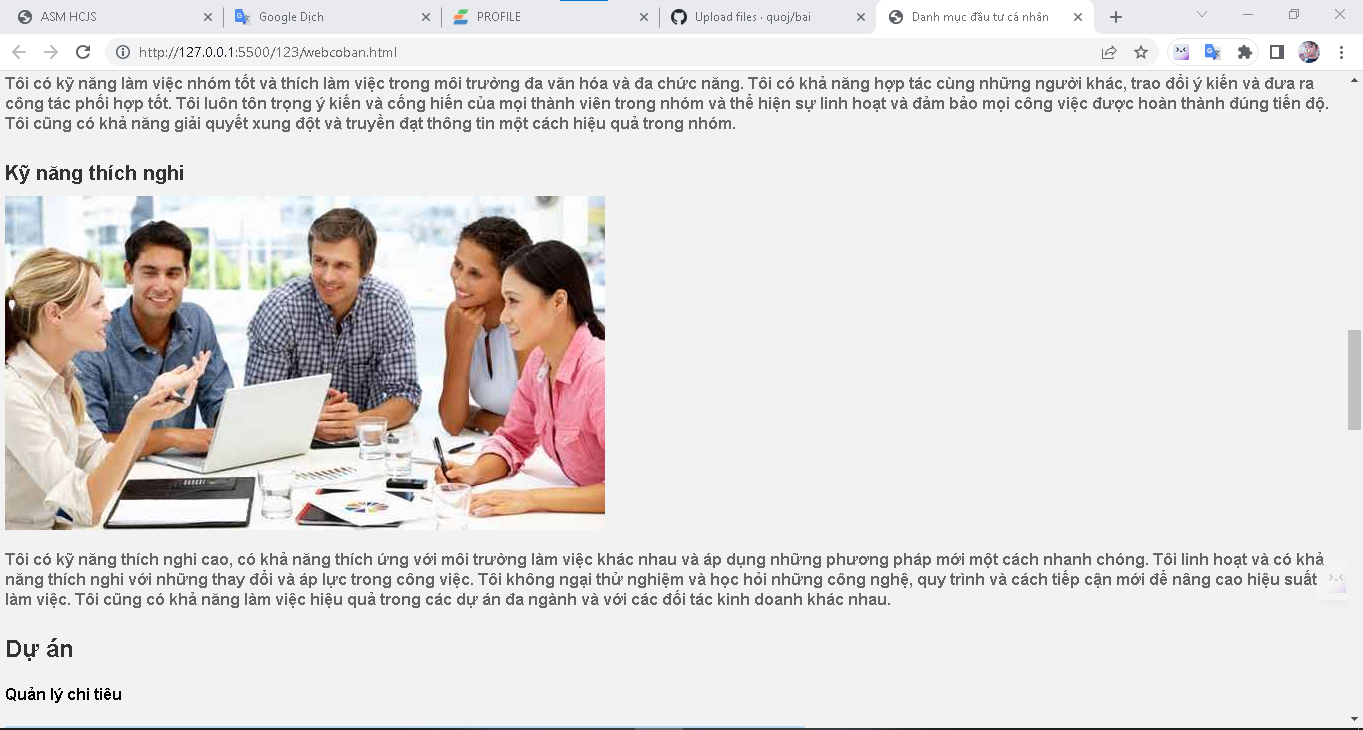 ASM HCJS
Google Dịch
PROFILE
Upload files · quoj/bai
Danh mục đầu tư cá nhân
http://127.0.0.1:5500/123/webcoban.html
Tôi có kỹ năng làm việc nhóm tốt và thích làm việc trong môi trường đa văn hóa và đa chức năng. Tôi có khả năng hợp tác cùng những người khác, trao đổi ý kiến và đưa ra
công tác phối hợp tốt. Tôi luôn tôn trọng ý kiến và cống hiến của mọi thành viên trong nhóm và thể hiện sự linh hoạt và đảm bảo mọi công việc được hoàn thành đúng tiến độ.
Tôi cũng có khả năng giải quyết xung đột và truyền đạt thông tin một cách hiệu quả trong nhóm.
Kỹ năng thích nghi
Tôi có kỹ năng thích nghi cao, có khả năng thích ứng với môi trường làm việc khác nhau và áp dụng những phương pháp mới một cách nhanh chóng. Tôi linh hoạt và có khả
năng thích nghi với những thay đổi và áp lực trong công việc. Tôi không ngại thử nghiệm và học hỏi những công nghệ, quy trình và cách tiếp cận mới để nâng cao hiệu suất
làm việc. Tôi cũng có khả năng làm việc hiệu quả trong các dự án đa ngành và với các đối tác kinh doanh khác nhau.
Dự án
Quản lý chi tiêu